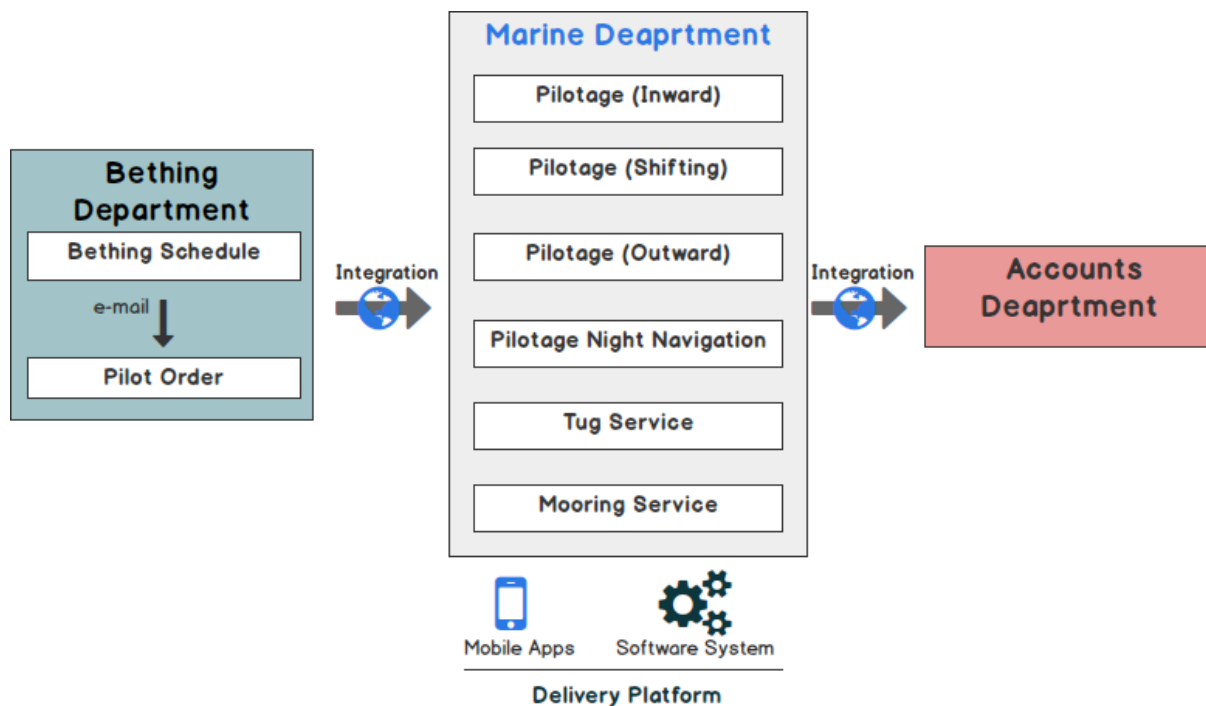 Bething
Department
Bething Schedule
e-mail
Pilot Order
Integration
Marine Deaprtment
Pilotage (Inward)
Pilotage (Shifting)
Pilotage (Outward)
Pilotage Night Navigation
Tug Service
Mooring Service
Integration
Accounts
Deaprtment
Mobile Apps
Software System
Delivery Platform